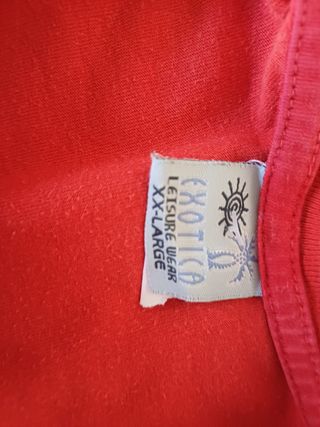 EXOTICA
LEISURE WEAR
XX-LARGE